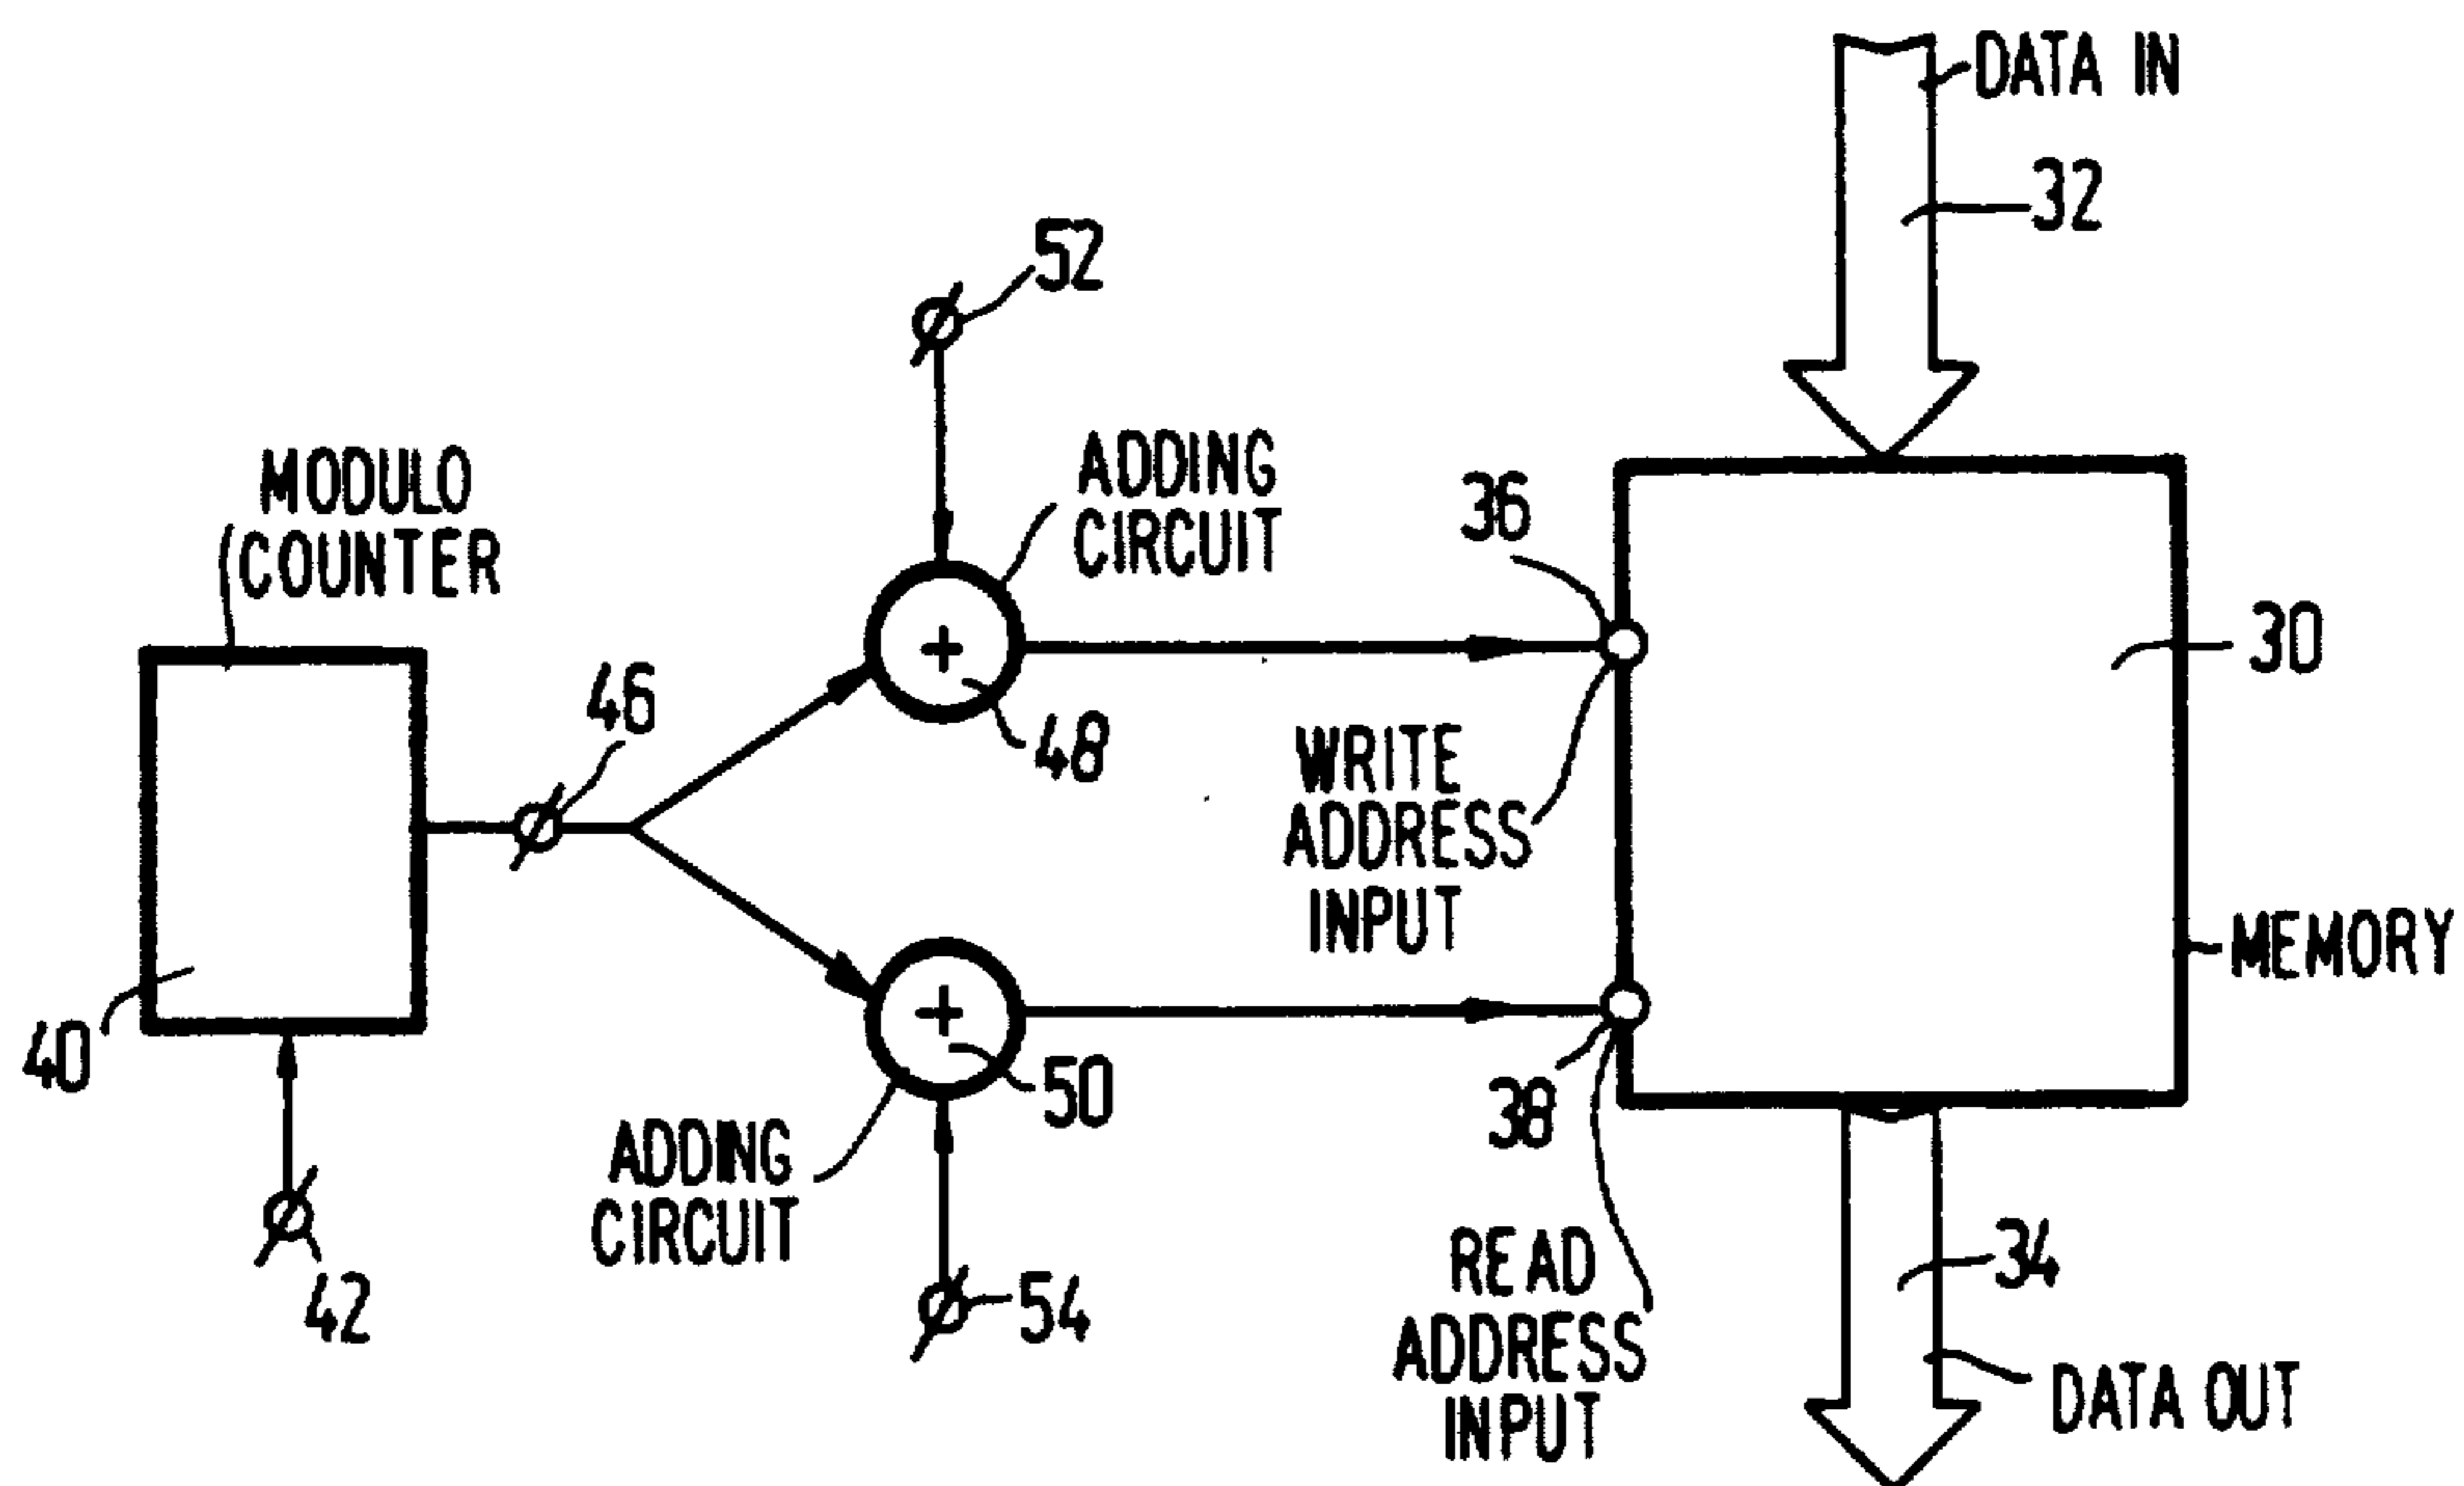 DATA IN
32
52
MODULO
COUNTER
ADDING
CIRCUIT
36
30
46
48
WRITE
ADDRESS
INPUT
MEMORY
40
50
38
ADDING
CIRCUIT
42
54
READ
ADDRESS
INPUT
34
DATA OUT